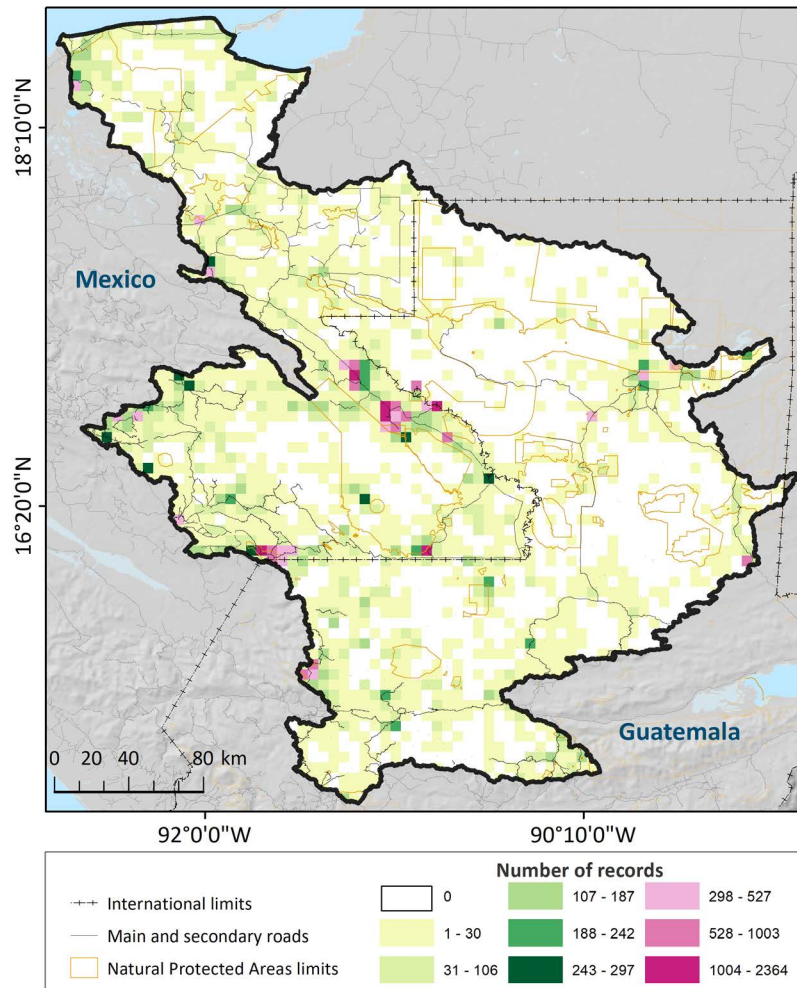 18°10'0"N
Mexico
16°20'0"N
Guatemala
0 20 40 80 km
92°0'0"W 90°10'0"W
Number of records
International limits
Main and secondary roads
Natural Protected Areas limits
0
1 - 30
31 - 106
107 - 187
188 - 242
243 - 297
298 - 527
528 - 1003
1004 - 2364